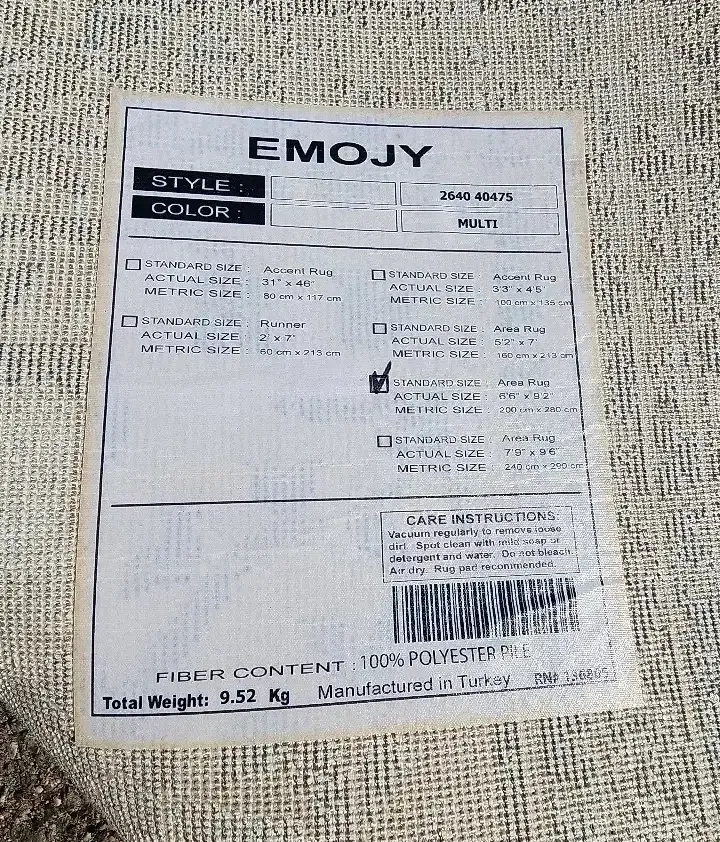 EMOJY
STYLE : 2640 40475
COLOR : MULTI
STANDARD SIZE : Accent Rug
ACTUAL SIZE : 31" x 46"
METRIC SIZE : 80 cm x 117 cm
STANDARD SIZE : Runner
ACTUAL SIZE : 2' x 7'
METRIC SIZE : 60 cm x 213 cm
STANDARD SIZE : Accent Rug
ACTUAL SIZE : 3'3" x 4'5'
METRIC SIZE : 100 cm x 135 cm
STANDARD SIZE : Area Rug
ACTUAL SIZE : 5'2" x 7'
METRIC SIZE : 160 cm x 213 cm
STANDARD SIZE : Area Rug
ACTUAL SIZE : 6'6" x 9'2"
METRIC SIZE : 200 cm x 280 cm
STANDARD SIZE : Area Rug
ACTUAL SIZE : 7'9" x 9'6"
METRIC SIZE : 240 cm x 290 cm
CARE INSTRUCTIONS
Vacuum regularly to remove loose
dirt. Spot clean with mild soap or
detergent and water. Do not bleach.
Air dry. Rug pad recommended.
FIBER CONTENT : 100% POLYESTER PILE
Total Weight: 9.52 Kg Manufactured in Turkey RN#